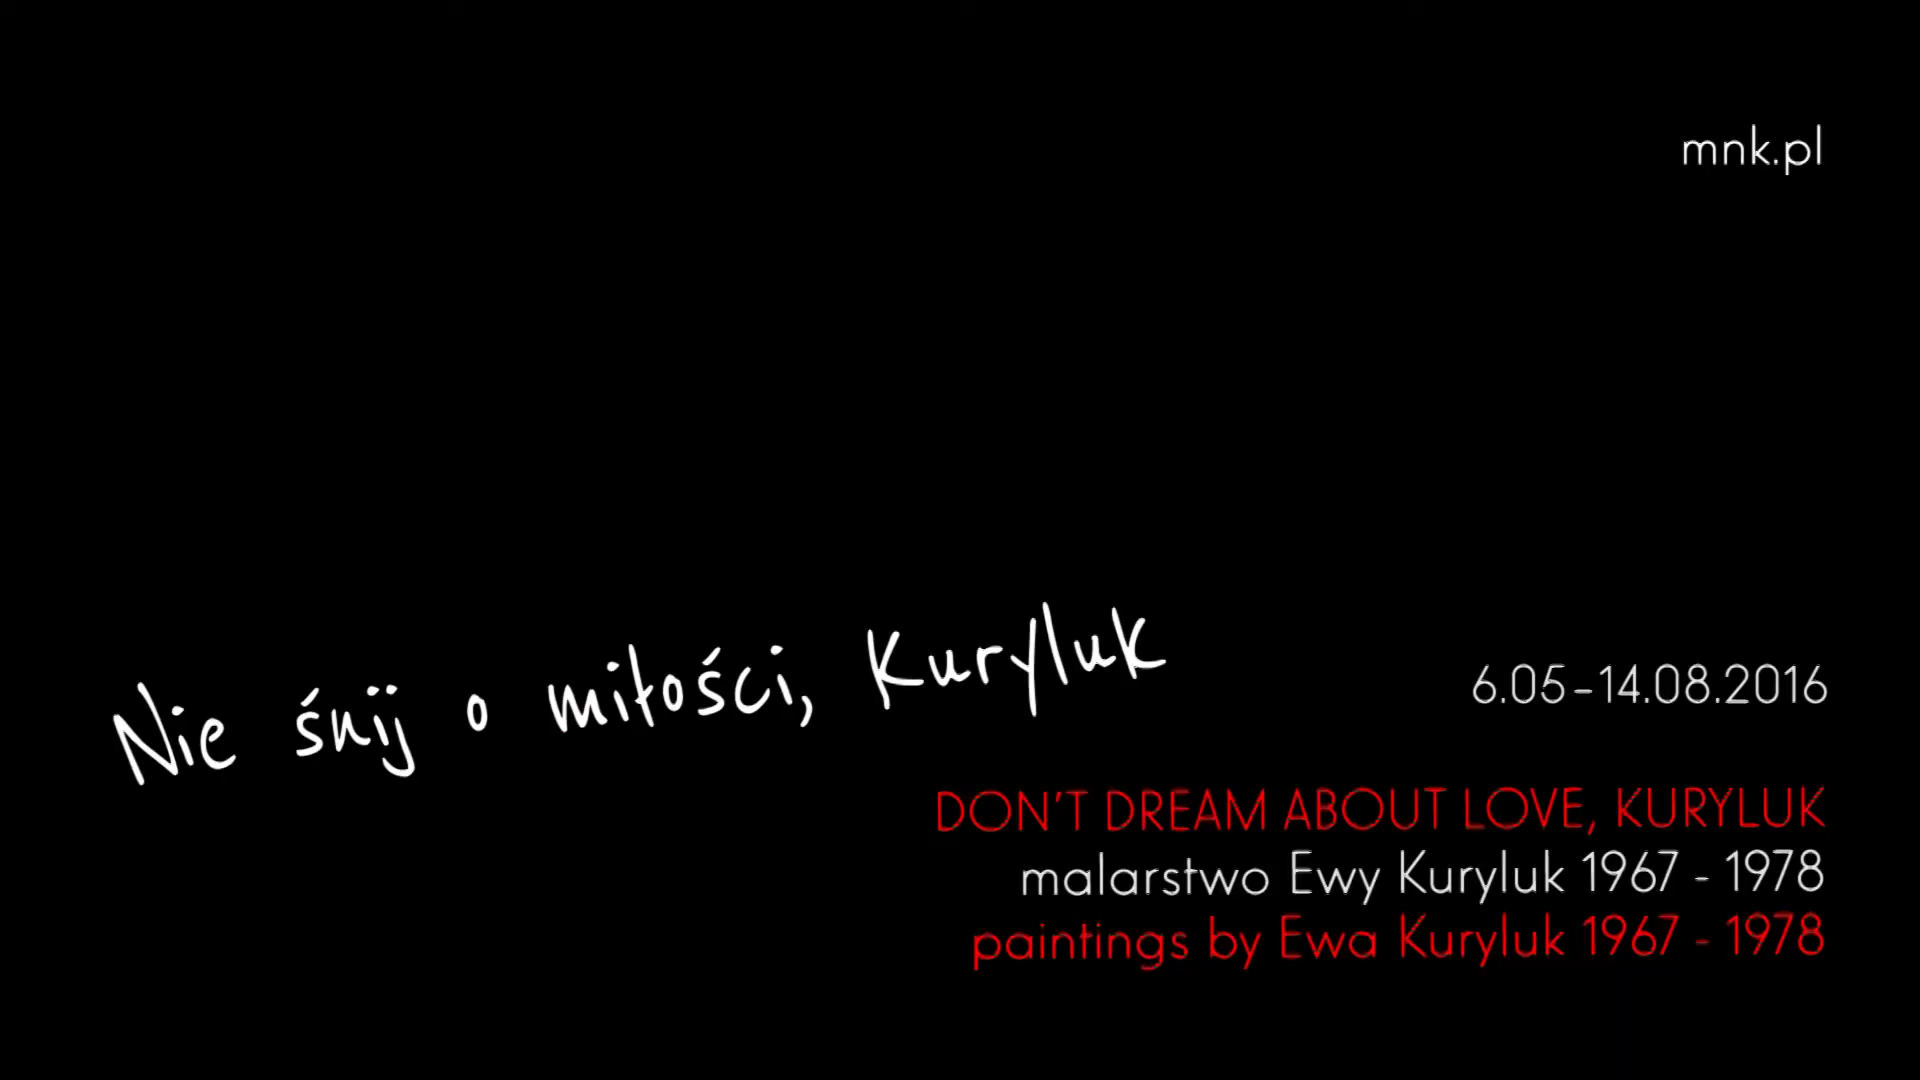 mnk.pl
Nie śnij o miłości, Kuryluk
6.05-14.08.2016
DON'T DREAM ABOUT LOVE, KURYLUK
malarstwo Ewy Kuryluk 1967 - 1978
paintings by Ewa Kuryluk 1967 - 1978